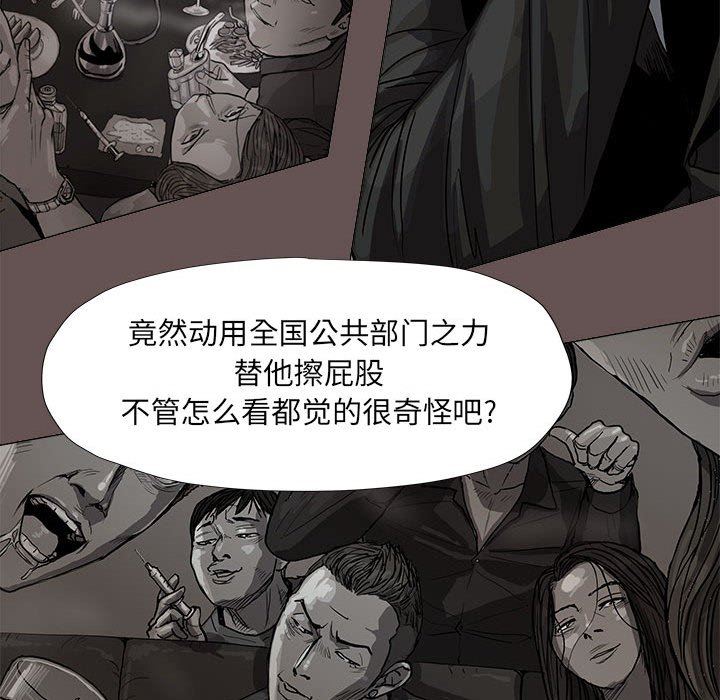 竟然动用全国公共部门之力
替他擦屁股
不管怎么看都觉的很奇怪吧?